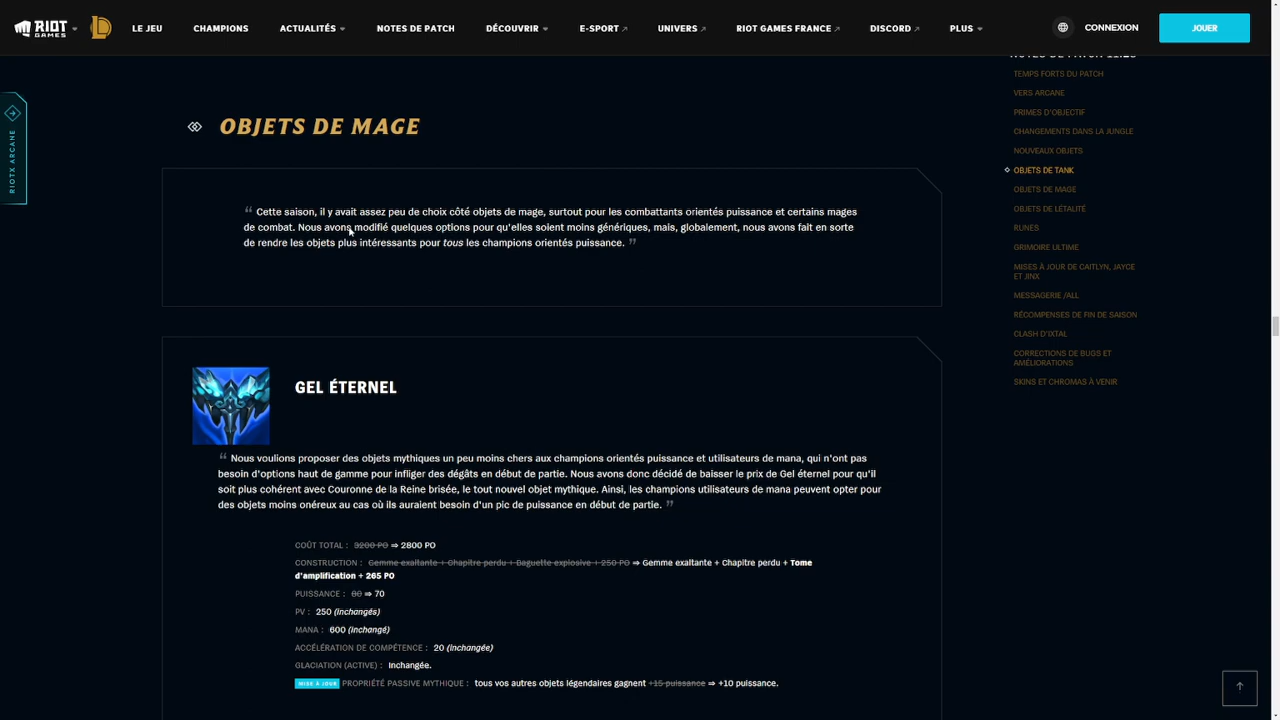 RIOT GAMES
LE JEU
CHAMPIONS
ACTUALITÉS
NOTES DE PATCH
DÉCOUVRIR
E-SPORT
UNIVERS
RIOT GAMES FRANCE
DISCORD
PLUS
CONNEXION
JOUER
RIOTX ARCANE
OBJETS DE MAGE
“ Cette saison, il y avait assez peu de choix côté objets de mage, surtout pour les combattants orientés puissance et certains mages
de combat. Nous avons modifié quelques options pour qu'elles soient moins génériques, mais, globalement, nous avons fait en sorte
de rendre les objets plus intéressants pour tous les champions orientés puissance. ”
GEL ÉTERNEL
“ Nous voulions proposer des objets mythiques un peu moins chers aux champions orientés puissance et utilisateurs de mana, qui n'ont pas
besoin d'options haut de gamme pour infliger des dégâts en début de partie. Nous avons donc décidé de baisser le prix de Gel éternel pour qu'il
soit plus cohérent avec Couronne de la Reine brisée, le tout nouvel objet mythique. Ainsi, les champions utilisateurs de mana peuvent opter pour
des objets moins onéreux au cas où ils auraient besoin d'un pic de puissance en début de partie. ”
COÛT TOTAL : 3200 PO ⇒ 2800 PO
CONSTRUCTION : Gemme exaltante + Chapitre perdu + Baguette explosive + 250 PO ⇒ Gemme exaltante + Chapitre perdu + Tome
d'amplification + 265 PO
PUISSANCE : 80 ⇒ 70
PV : 250 (inchangés)
MANA : 600 (inchangé)
ACCÉLÉRATION DE COMPÉTENCE : 20 (inchangée)
GLACIATION (ACTIVE) : Inchangée.
MISE À JOUR PROPRIÉTÉ PASSIVE MYTHIQUE : tous vos autres objets légendaires gagnent +15 puissance ⇒ +10 puissance.
NOTES DE PATCH 11.23
TEMPS FORTS DU PATCH
VERS ARCANE
PRIMES D'OBJECTIF
CHANGEMENTS DANS LA JUNGLE
NOUVEAUX OBJETS
OBJETS DE TANK
OBJETS DE MAGE
OBJETS DE LÉTALITÉ
RUNES
GRIMOIRE ULTIME
MISES À JOUR DE CAITLYN, JAYCE
ET JINX
MESSAGERIE /ALL
RÉCOMPENSES DE FIN DE SAISON
CLASH D'IXTAL
CORRECTIONS DE BUGS ET
AMÉLIORATIONS
SKINS ET CHROMAS À VENIR